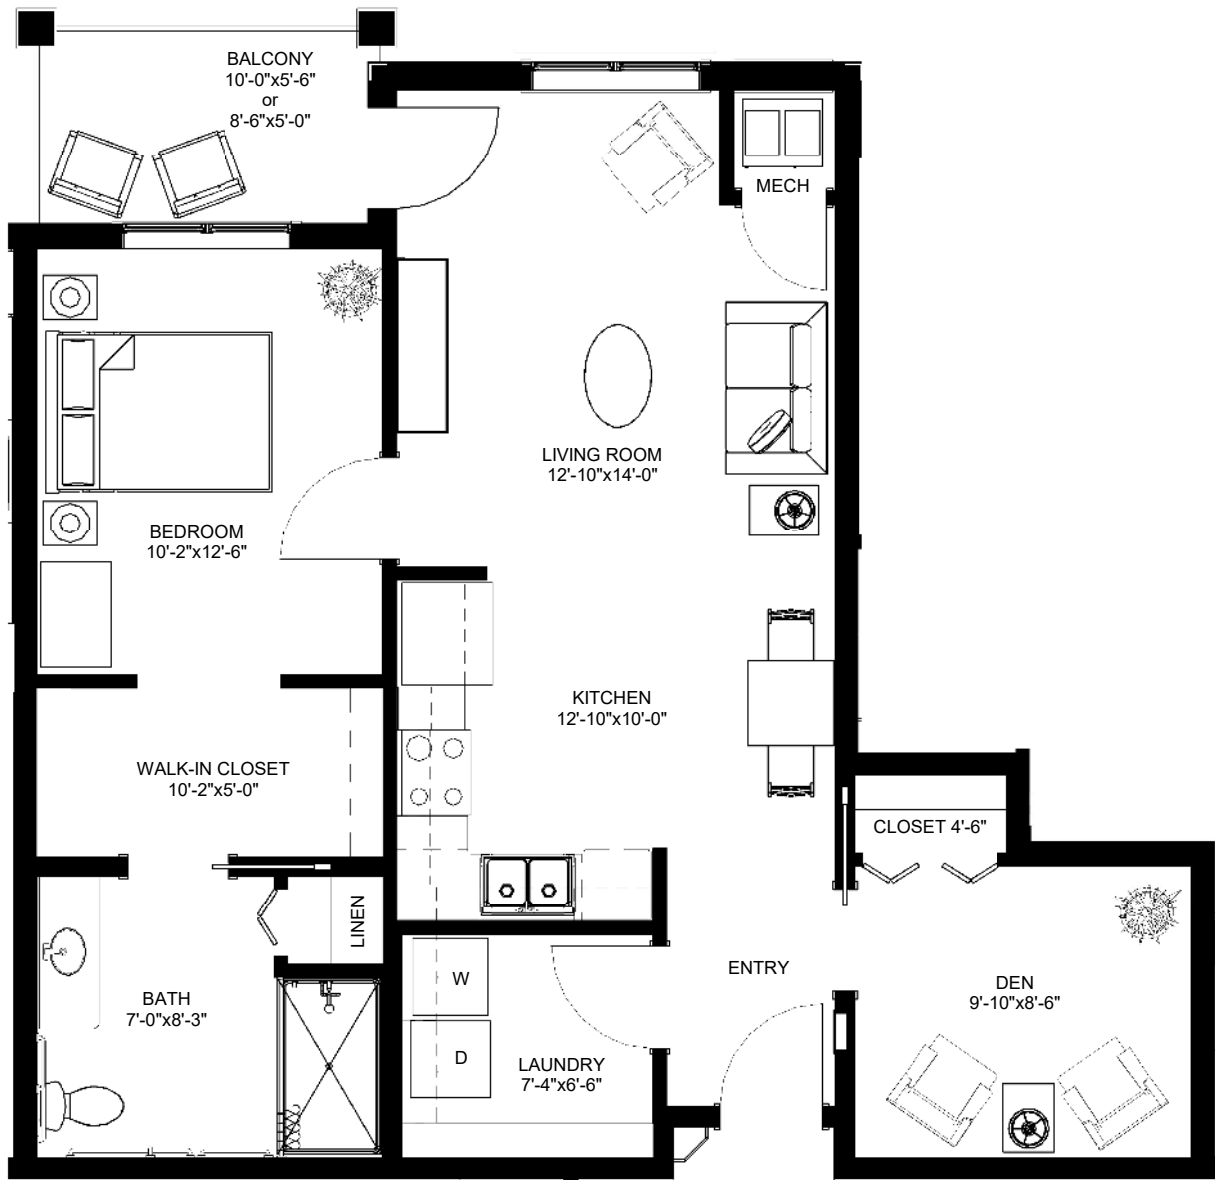 BALCONY
10'-0"x5'-6"
or
8'-6"x5'-0"
MECH
LIVING ROOM
12'-10"x14'-0"
BEDROOM
10'-2"x12'-6"
KITCHEN
12'-10"x10'-0"
WALK-IN CLOSET
10'-2"x5'-0"
CLOSET 4'-6"
LINEN
ENTRY
W
DEN
9'-10"x8'-6"
BATH
7'-0"x8'-3"
D
LAUNDRY
7'-4"x6'-6"